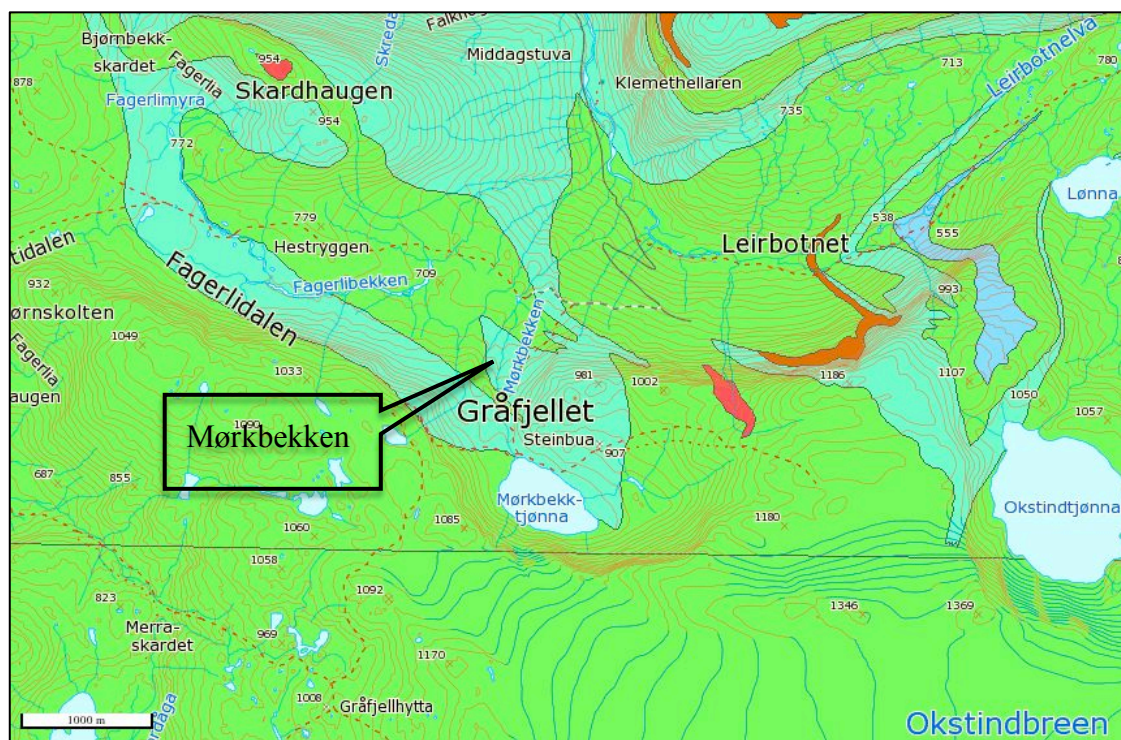 Bjørnbekk-
skardet
Fagerlia
954
Skardhaugen
Falkhø
Middagstuva
Klemethellaren
713
Leirbotnelva
780
878
Fagerlimyra
954
735
772
Lønna
779
Hestryggen
709
538
555
Leirbotnet
tidalen
Fagerlidalen
Fagerlibekken
932
ørnskolten
1049
993
Mørkbekken
Fagerlia
augen
1033
981
1002
1186
1107
1050
1057
1090
Mørkbekken
Gråfjellet
Steinbua
907
687
855
Mørkbekk-
tjønna
Okstindtjønna
1060
1085
1180
1058
823
1092
1346
1369
Merra-
skardet
969
1170
1008
Gråfjellhytta
1000 m
Okstindbreen